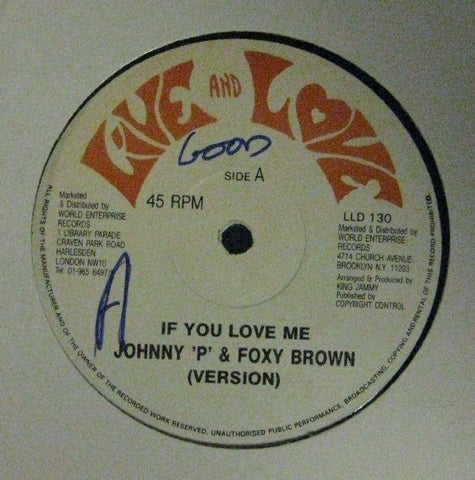 LIVE AND LOVE
GOOD
SIDE A
45 RPM
Marketed
& Distributed by
WORLD ENTERPRISE
RECORDS
1 LIBRARY PARADE
CRAVEN PARK ROAD
HARLESDEN
LONDON NW10
Tel: 01-965 6497
LLD 130
Marketed
& Distributed by
WORLD ENTERPRISE
RECORDS
4714 CHURCH AVENUE
BROOKLYN N.Y. 11203
Arranged & Produced by
KING JAMMY
Published by
COPYRIGHT CONTROL
A
IF YOU LOVE ME
JOHNNY 'P' & FOXY BROWN
(VERSION)
ALL RIGHTS OF THE MANUFACTURER AND OF THE OWNER OF THE RECORDED WORK RESERVED. UNAUTHORISED PUBLIC PERFORMANCE, BROADCASTING, COPYING AND RENTAL OF THIS RECORD PROHIBITED.